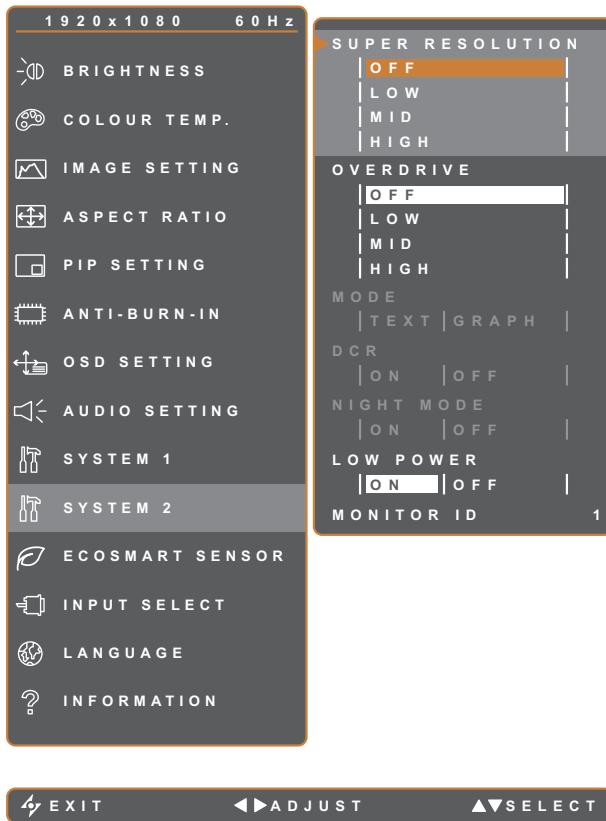 1920x1080 60Hz
BRIGHTNESS
COLOUR TEMP.
IMAGE SETTING
ASPECT RATIO
PIP SETTING
ANTI-BURN-IN
OSD SETTING
AUDIO SETTING
SYSTEM 1
SYSTEM 2
ECOSMART SENSOR
INPUT SELECT
LANGUAGE
INFORMATION
SUPER RESOLUTION
OFF
LOW
MID
HIGH
OVERDRIVE
OFF
LOW
MID
HIGH
MODE
TEXT GRAPH
DCR
ON OFF
NIGHT MODE
ON OFF
LOW POWER
ON OFF
MONITOR ID 1
EXIT ADJUST SELECT